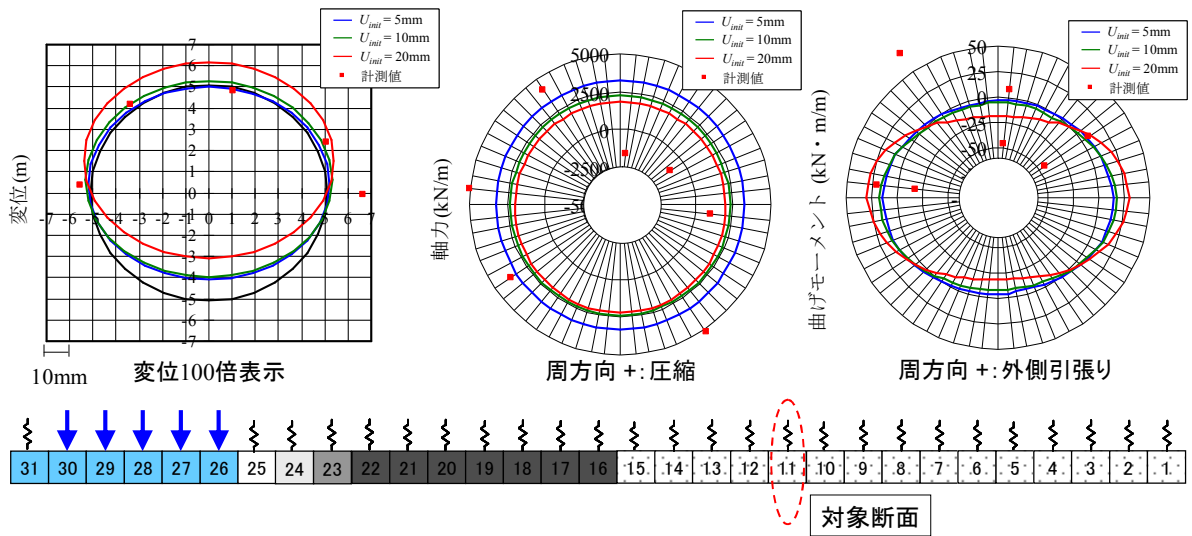 U_init = 5mm
U_init = 10mm
U_init = 20mm
計測値
7
6
5
4
3
2
1
0
-1
-2
-3
-4
-5
-6
-7
-7 -6 -5 -4 -3 -2 -1 0 1 2 3 4 5 6 7
変位 (m)
10mm
変位100倍表示
U_init = 5mm
U_init = 10mm
U_init = 20mm
計測値
5000
2500
0
-2500
軸力 (kN/m)
周方向 +: 圧縮
U_init = 5mm
U_init = 10mm
U_init = 20mm
計測値
50
25
0
-25
-50
曲げモーメント (kN・m/m)
周方向 +: 外側引張り
31 30 29 28 27 26 25 24 23 22 21 20 19 18 17 16 15 14 13 12 11 10 9 8 7 6 5 4 3 2 1
対象断面